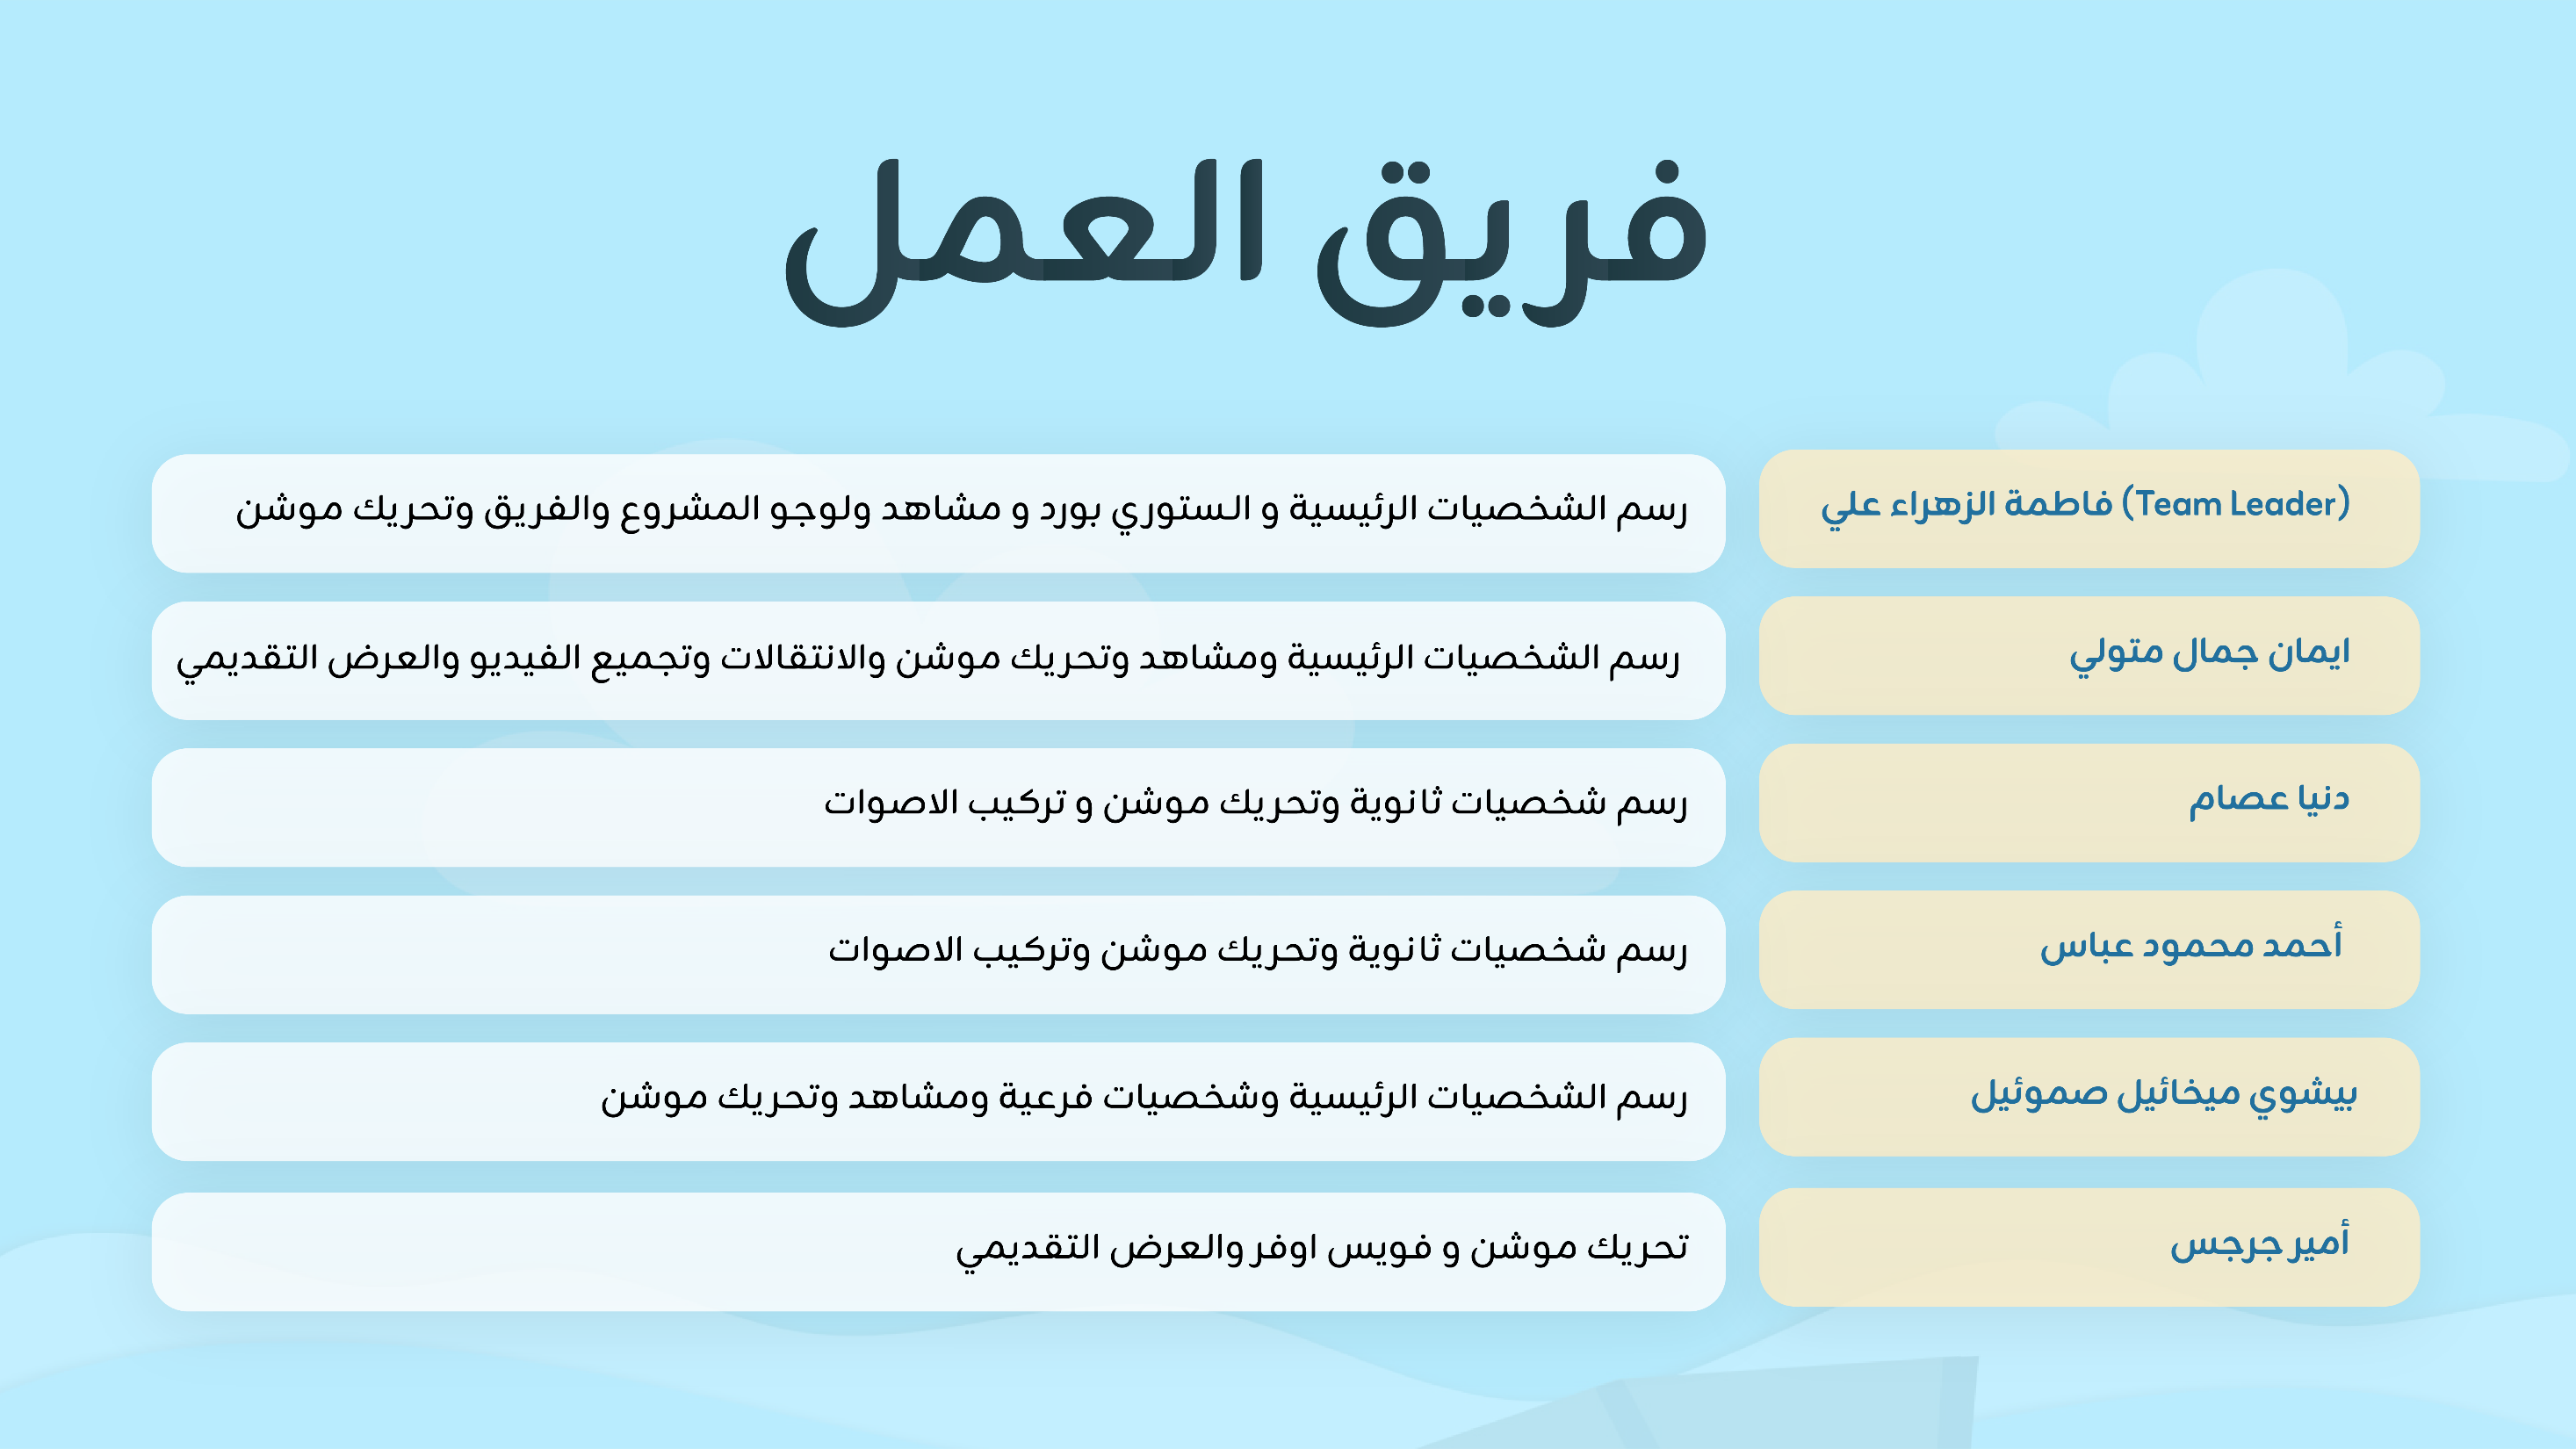 فريق العمل
(Team Leader) فاطمة الزهراء علي
رسم الشخصيات الرئيسية و الستوري بورد و مشاهد ولوجو المشروع والفريق وتحريك موشن
ايمان جمال متولي
رسم الشخصيات الرئيسية ومشاهد وتحريك موشن والانتقالات وتجميع الفيديو والعرض التقديمي
دنيا عصام
رسم شخصيات ثانوية وتحريك موشن و تركيب الاصوات
أحمد محمود عباس
رسم شخصيات ثانوية وتحريك موشن وتركيب الاصوات
بيشوي ميخائيل صموئيل
رسم الشخصيات الرئيسية وشخصيات فرعية ومشاهد وتحريك موشن
أمير جرجس
تحريك موشن و فويس اوفر والعرض التقديمي